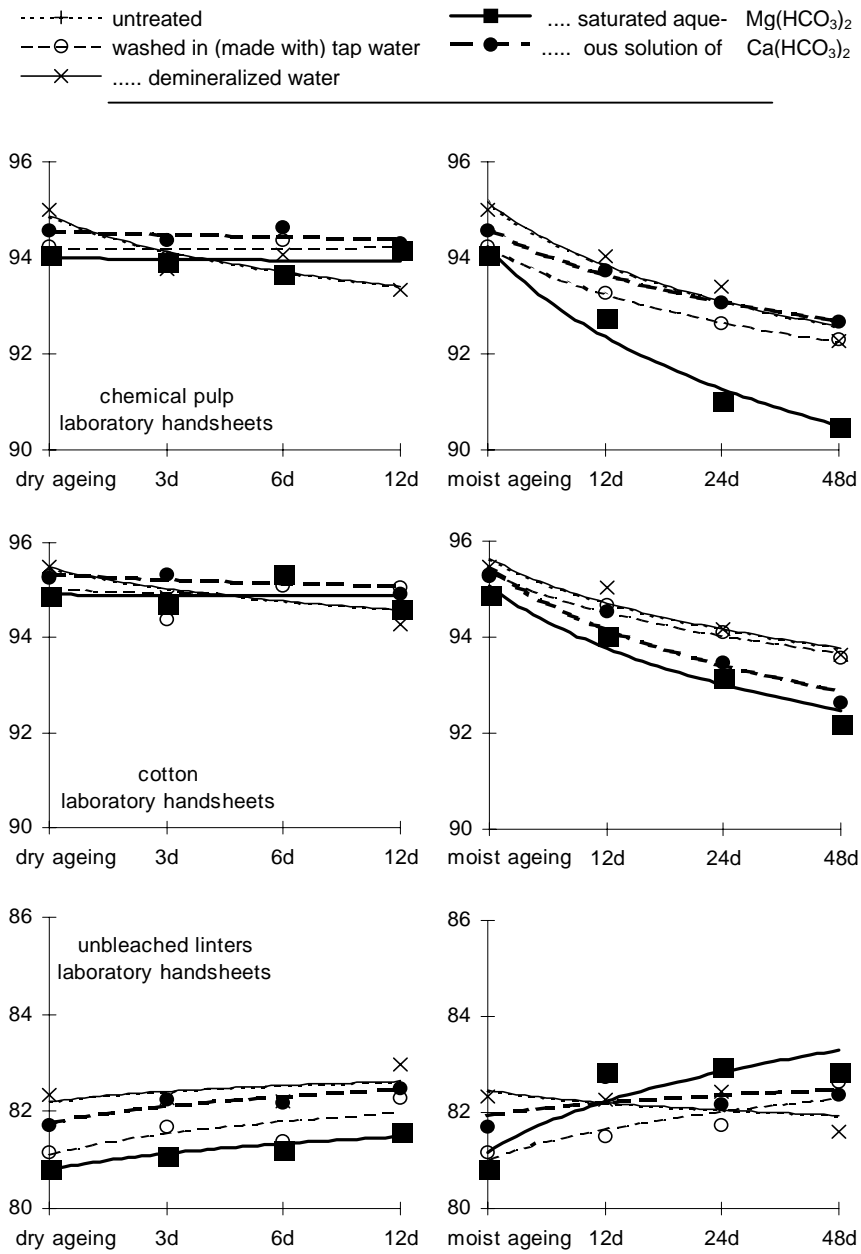 untreated
washed in (made with) tap water
..... demineralized water
.... saturated aque- Mg(HCO₃)₂
..... ous solution of Ca(HCO₃)₂
96
94
92
90
chemical pulp
laboratory handsheets
dry ageing 3d 6d 12d
96
94
92
90
moist ageing 12d 24d 48d
96
94
92
90
cotton
laboratory handsheets
dry ageing 3d 6d 12d
96
94
92
90
moist ageing 12d 24d 48d
86
84
82
80
unbleached linters
laboratory handsheets
dry ageing 3d 6d 12d
86
84
82
80
moist ageing 12d 24d 48d